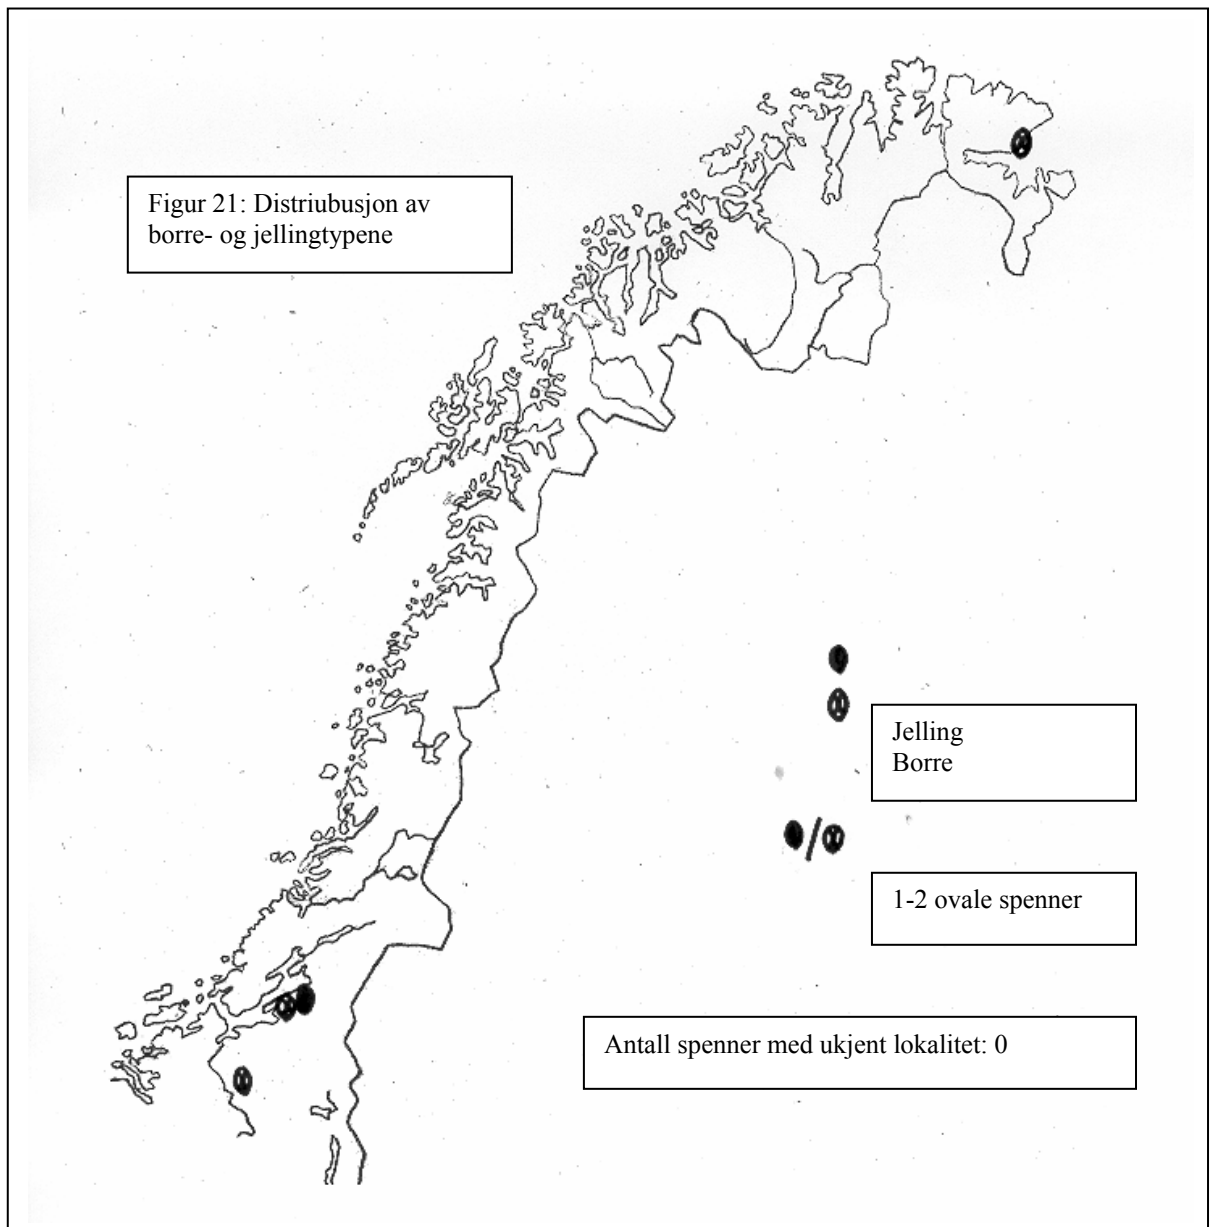 Figur 21: Distriubusjon av
borre- og jellingtypene
Jelling
Borre
1-2 ovale spenner
Antall spenner med ukjent lokalitet: 0